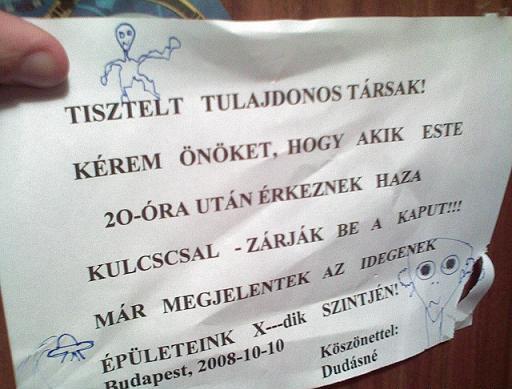 TISZTELT TULAJDONOS TÁRSAK!
KÉREM ÖNÖKET, HOGY AKIK ESTE
2O-ÓRA UTÁN ÉRKEZNEK HAZA
KULCSCSAL - ZÁRJÁK BE A KAPUT!!!
MÁR MEGJELENTEK AZ IDEGENEK
ÉPÜLETEINK X---dik SZINTJÉN!
Budapest, 2008-10-10
Köszönettel:
Dudásné